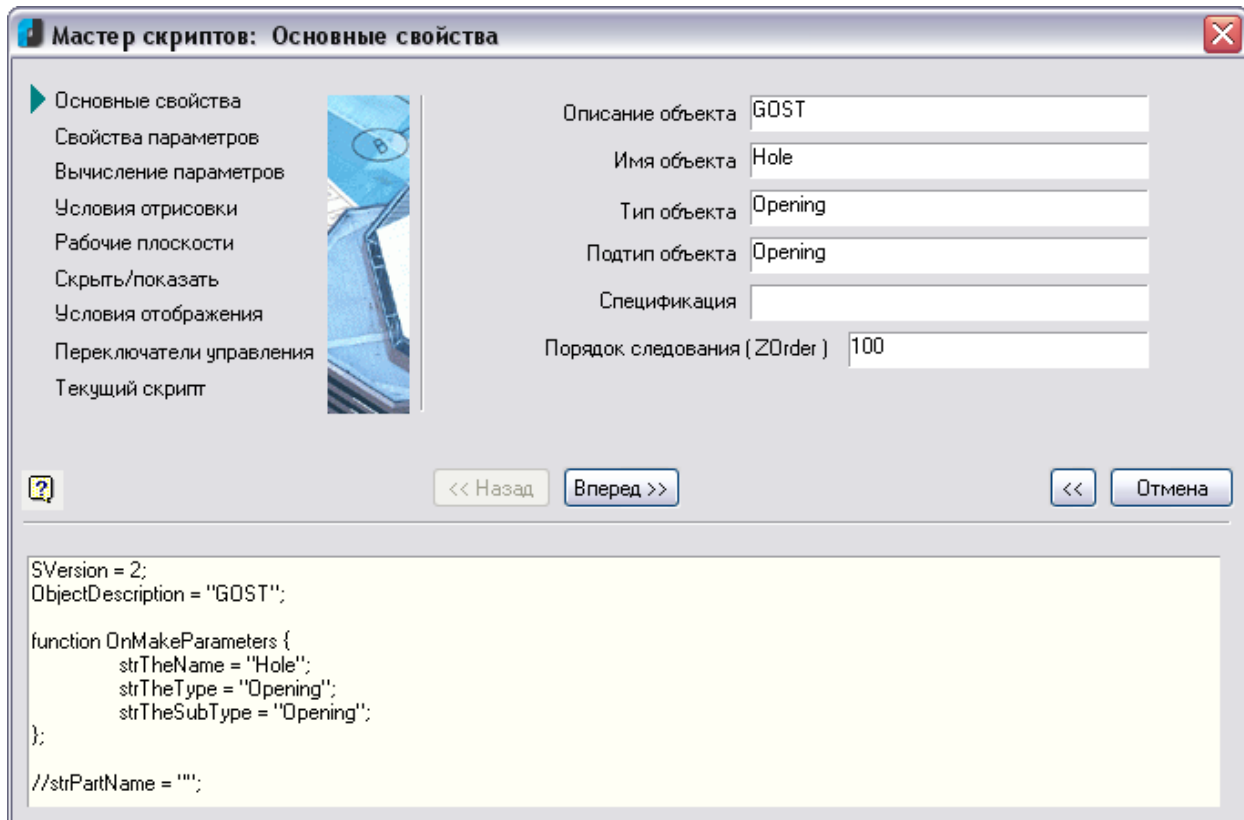 Мастер скриптов: Основные свойства
Основные свойства
Свойства параметров
Вычисление параметров
Условия отрисовки
Рабочие плоскости
Скрыть/показать
Условия отображения
Переключатели управления
Текущий скрипт
B
Описание объекта GOST
Имя объекта Hole
Тип объекта Opening
Подтип объекта Opening
Спецификация
Порядок следования ( ZOrder ) 100
<< Назад Вперед >> << Отмена
SVersion = 2;
ObjectDescription = "GOST";
function OnMakeParameters {
strTheName = "Hole";
strTheType = "Opening";
strTheSubType = "Opening";
};
//strPartName = "";